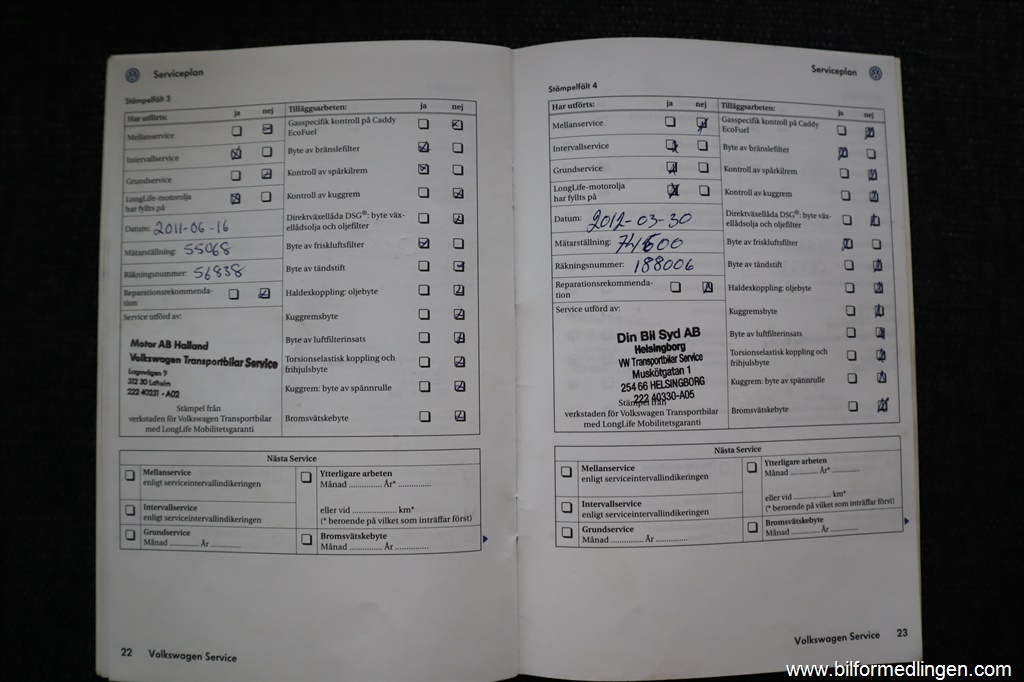 Serviceplan
Stämpelfält 3
Har utförts: ja nej
Mellanservice
Intervallservice
Grundservice
LongLife-motorolja
har fyllts på
Datum: 2011-06-16
Mätarställning: 55968
Räkningsnummer: 56838
Reparationsrekommenda-
tion
Service utförd av:
Motor AB Halland
Volkswagen Transportbilar Service
Lagavägen 9
312 30 Laholm
222 40231 - A02
Stämpel från
verkstaden för Volkswagen Transportbilar
med LongLife Mobilitetsgaranti
Tilläggsarbeten: ja nej
Gasspecifik kontroll på Caddy
EcoFuel
Byte av bränslefilter
Kontroll av spårkilrem
Kontroll av kuggrem
Direktväxellåda DSG®: byte väx-
ellådsolja och oljefilter
Byte av friskluftsfilter
Byte av tändstift
Haldexkoppling: oljebyte
Kuggremsbyte
Byte av luftfilterinsats
Torsionselastisk koppling och
frihjulsbyte
Kuggrem: byte av spännrulle
Bromsvätskebyte
Nästa Service
Mellanservice
enligt serviceintervallindikeringen
Intervallservice
enligt serviceintervallindikeringen
Grundservice
Månad ............ År ............
Ytterligare arbeten
Månad ............ År* ............
eller vid .................. km*
(* beroende på vilket som inträffar först)
Bromsvätskebyte
Månad ............ År ............
22 Volkswagen Service
Serviceplan
Stämpelfält 4
Har utförts: ja nej
Mellanservice
Intervallservice
Grundservice
LongLife-motorolja
har fyllts på
Datum: 2012-03-30
Mätarställning: 74600
Räkningsnummer: 188006
Reparationsrekommenda-
tion
Service utförd av:
Din Bil Syd AB
Helsingborg
VW Transportbilar Service
Muskötgatan 1
254 66 HELSINGBORG
222 40330-A05
Stämpel från
verkstaden för Volkswagen Transportbilar
med LongLife Mobilitetsgaranti
Tilläggsarbeten: ja nej
Gasspecifik kontroll på Caddy
EcoFuel
Byte av bränslefilter
Kontroll av spårkilrem
Kontroll av kuggrem
Direktväxellåda DSG®: byte väx-
ellådsolja och oljefilter
Byte av friskluftsfilter
Byte av tändstift
Haldexkoppling: oljebyte
Kuggremsbyte
Byte av luftfilterinsats
Torsionselastisk koppling och
frihjulsbyte
Kuggrem: byte av spännrulle
Bromsvätskebyte
Nästa Service
Mellanservice
enligt serviceintervallindikeringen
Intervallservice
enligt serviceintervallindikeringen
Grundservice
Månad ............ År ............
Ytterligare arbeten
Månad ............ År* ............
eller vid .................. km*
(* beroende på vilket som inträffar först)
Bromsvätskebyte
Månad ............ År ............
Volkswagen Service 23
www.bilformedlingen.com